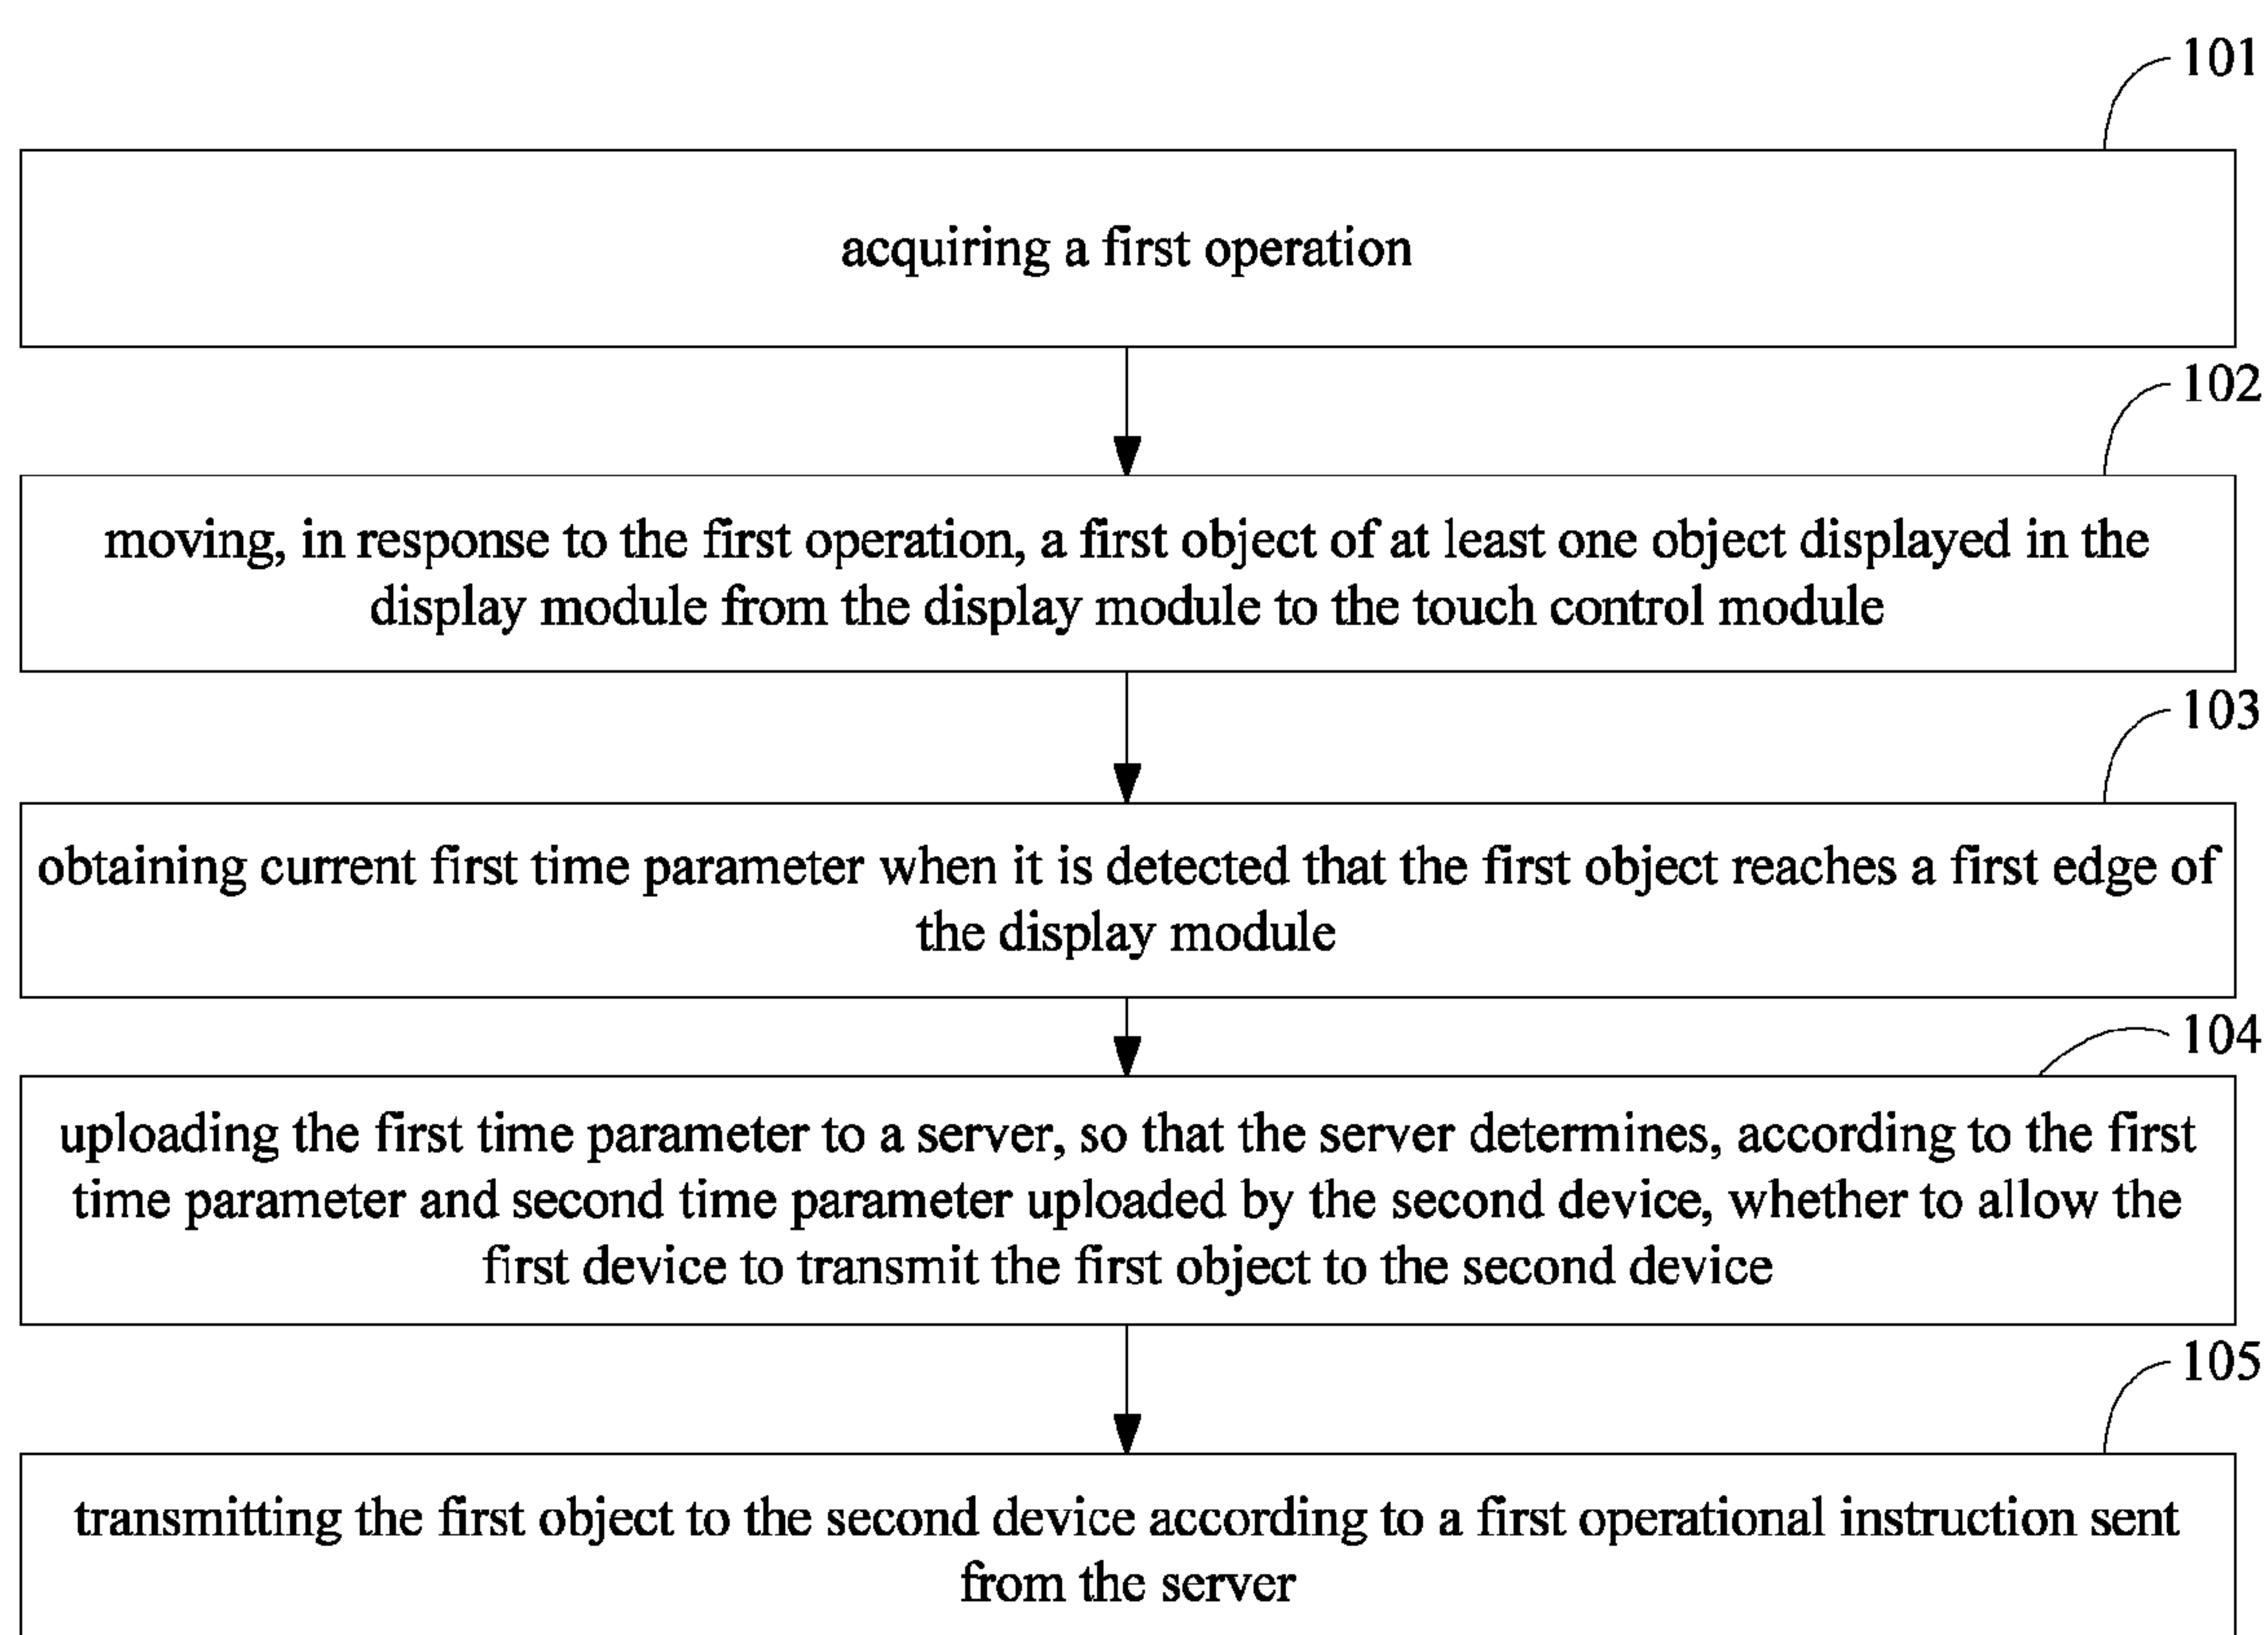 101
acquiring a first operation
102
moving, in response to the first operation, a first object of at least one object displayed in the
display module from the display module to the touch control module
103
obtaining current first time parameter when it is detected that the first object reaches a first edge of
the display module
104
uploading the first time parameter to a server, so that the server determines, according to the first
time parameter and second time parameter uploaded by the second device, whether to allow the
first device to transmit the first object to the second device
105
transmitting the first object to the second device according to a first operational instruction sent
from the server